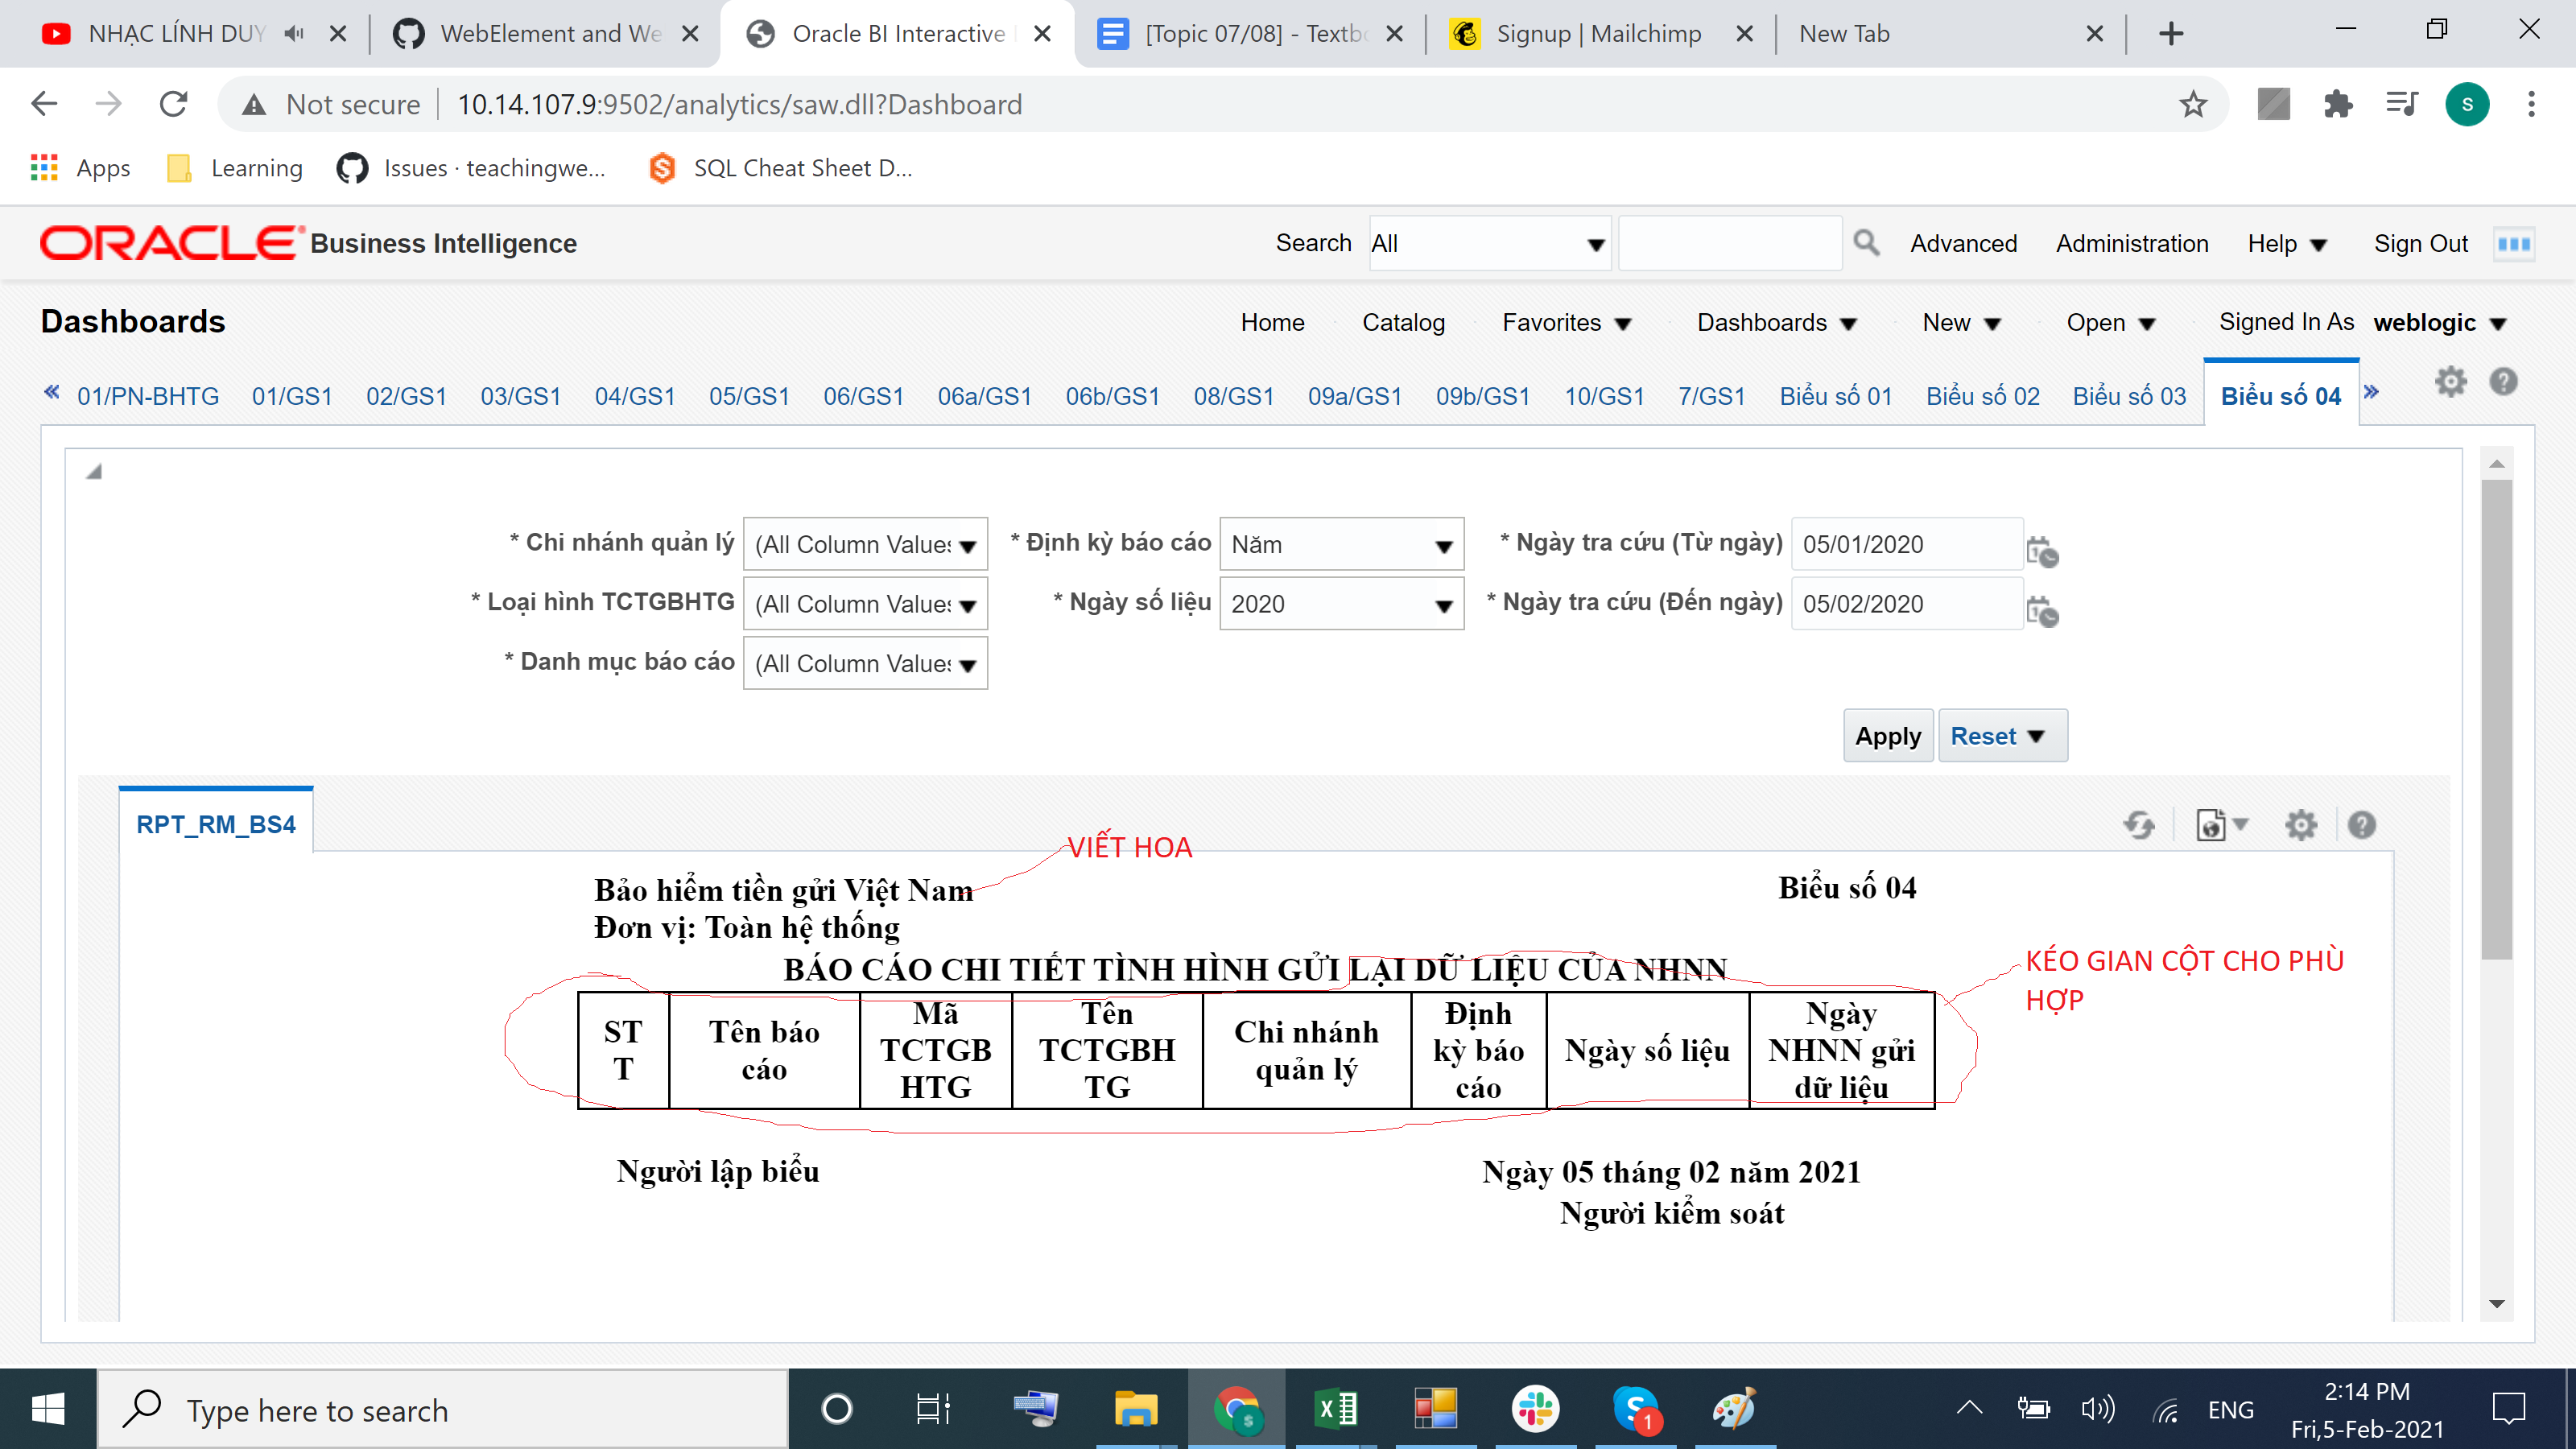 NHẠC LÍNH DUY
WebElement and We
Oracle BI Interactive
[Topic 07/08] - Textbo
Signup | Mailchimp
New Tab
Not secure 10.14.107.9:9502/analytics/saw.dll?Dashboard
S
Apps Learning Issues · teachingwe... SQL Cheat Sheet D...
ORACLE Business Intelligence
Search All Advanced Administration Help Sign Out
Dashboards
Home Catalog Favorites Dashboards New Open Signed In As weblogic
01/PN-BHTG 01/GS1 02/GS1 03/GS1 04/GS1 05/GS1 06/GS1 06a/GS1 06b/GS1 08/GS1 09a/GS1 09b/GS1 10/GS1 7/GS1 Biểu số 01 Biểu số 02 Biểu số 03 Biểu số 04
* Chi nhánh quản lý (All Column Values * Định kỳ báo cáo Năm * Ngày tra cứu (Từ ngày) 05/01/2020
* Loại hình TCTGBHTG (All Column Values * Ngày số liệu 2020 * Ngày tra cứu (Đến ngày) 05/02/2020
* Danh mục báo cáo (All Column Values
Apply Reset
RPT_RM_BS4
VIẾT HOA
Bảo hiểm tiền gửi Việt Nam
Biểu số 04
Đơn vị: Toàn hệ thống
BÁO CÁO CHI TIẾT TÌNH HÌNH GỬI LẠI DỮ LIỆU CỦA NHNN
KÉO GIAN CỘT CHO PHÙ
HỢP
ST
T
Tên báo
cáo
Mã
TCTGB
HTG
Tên
TCTGBH
TG
Chi nhánh
quản lý
Định
kỳ báo
cáo
Ngày số liệu
Ngày
NHNN gửi
dữ liệu
Người lập biểu
Ngày 05 tháng 02 năm 2021
Người kiểm soát
Type here to search
1
ENG
2:14 PM
Fri,5-Feb-2021